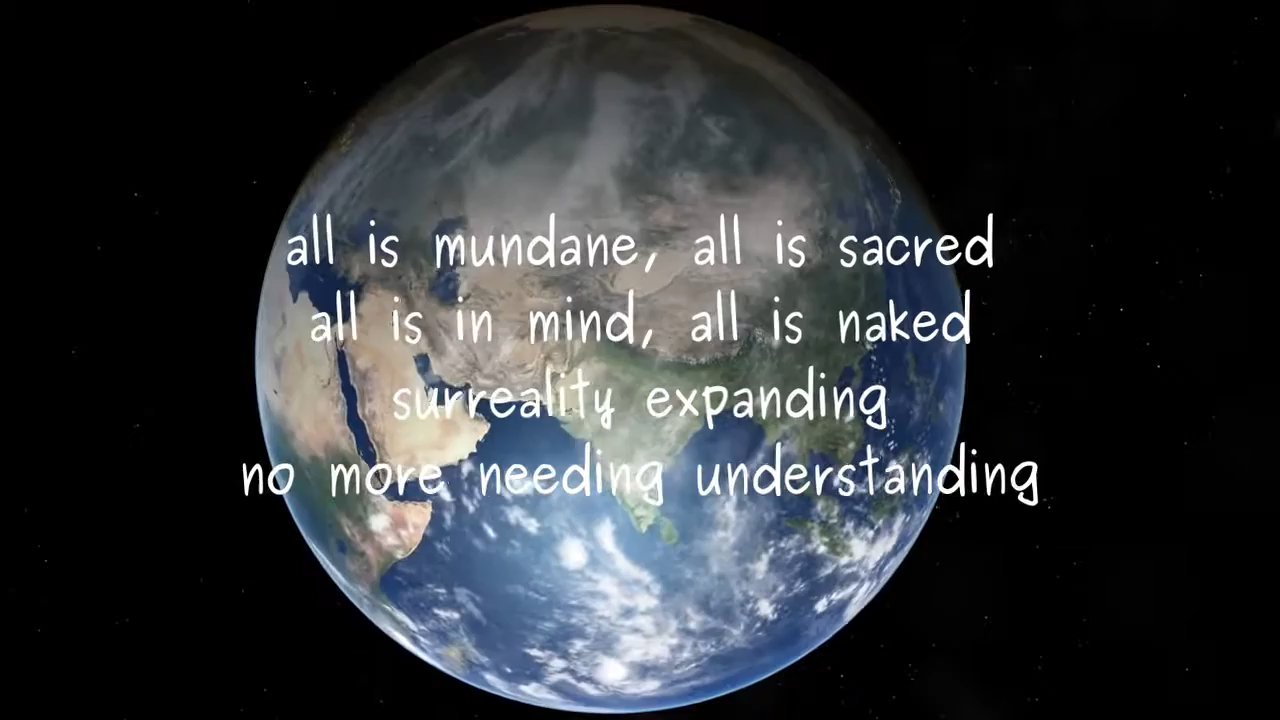 all is mundane, all is sacred
all is in mind, all is naked
surreality expanding
no more needing understanding